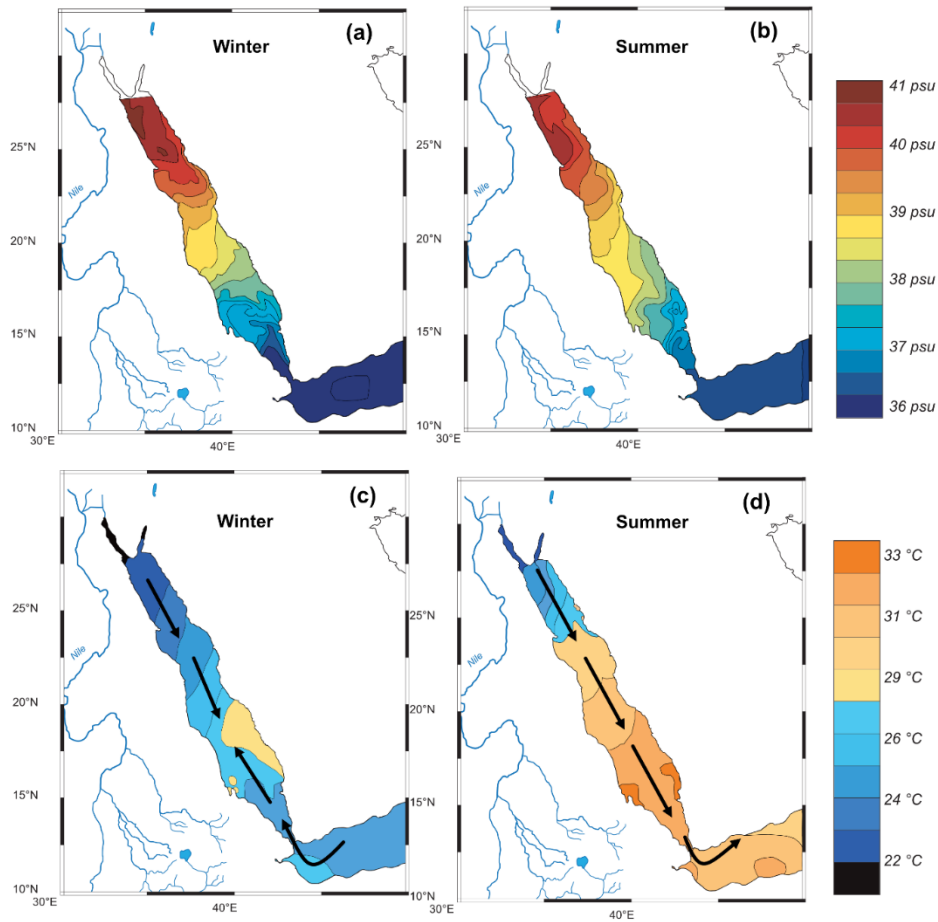 Winter
(a)
Nile
25°N
20°N
15°N
10°N
30°E
40°E
Summer
(b)
Nile
25°N
20°N
15°N
10°N
30°E
40°E
41 psu
40 psu
39 psu
38 psu
37 psu
36 psu
Winter
(c)
Nile
25°N
20°N
15°N
10°N
40°E
Summer
(d)
Nile
25°N
20°N
15°N
10°N
40°E
33 °C
31 °C
29 °C
26 °C
24 °C
22 °C